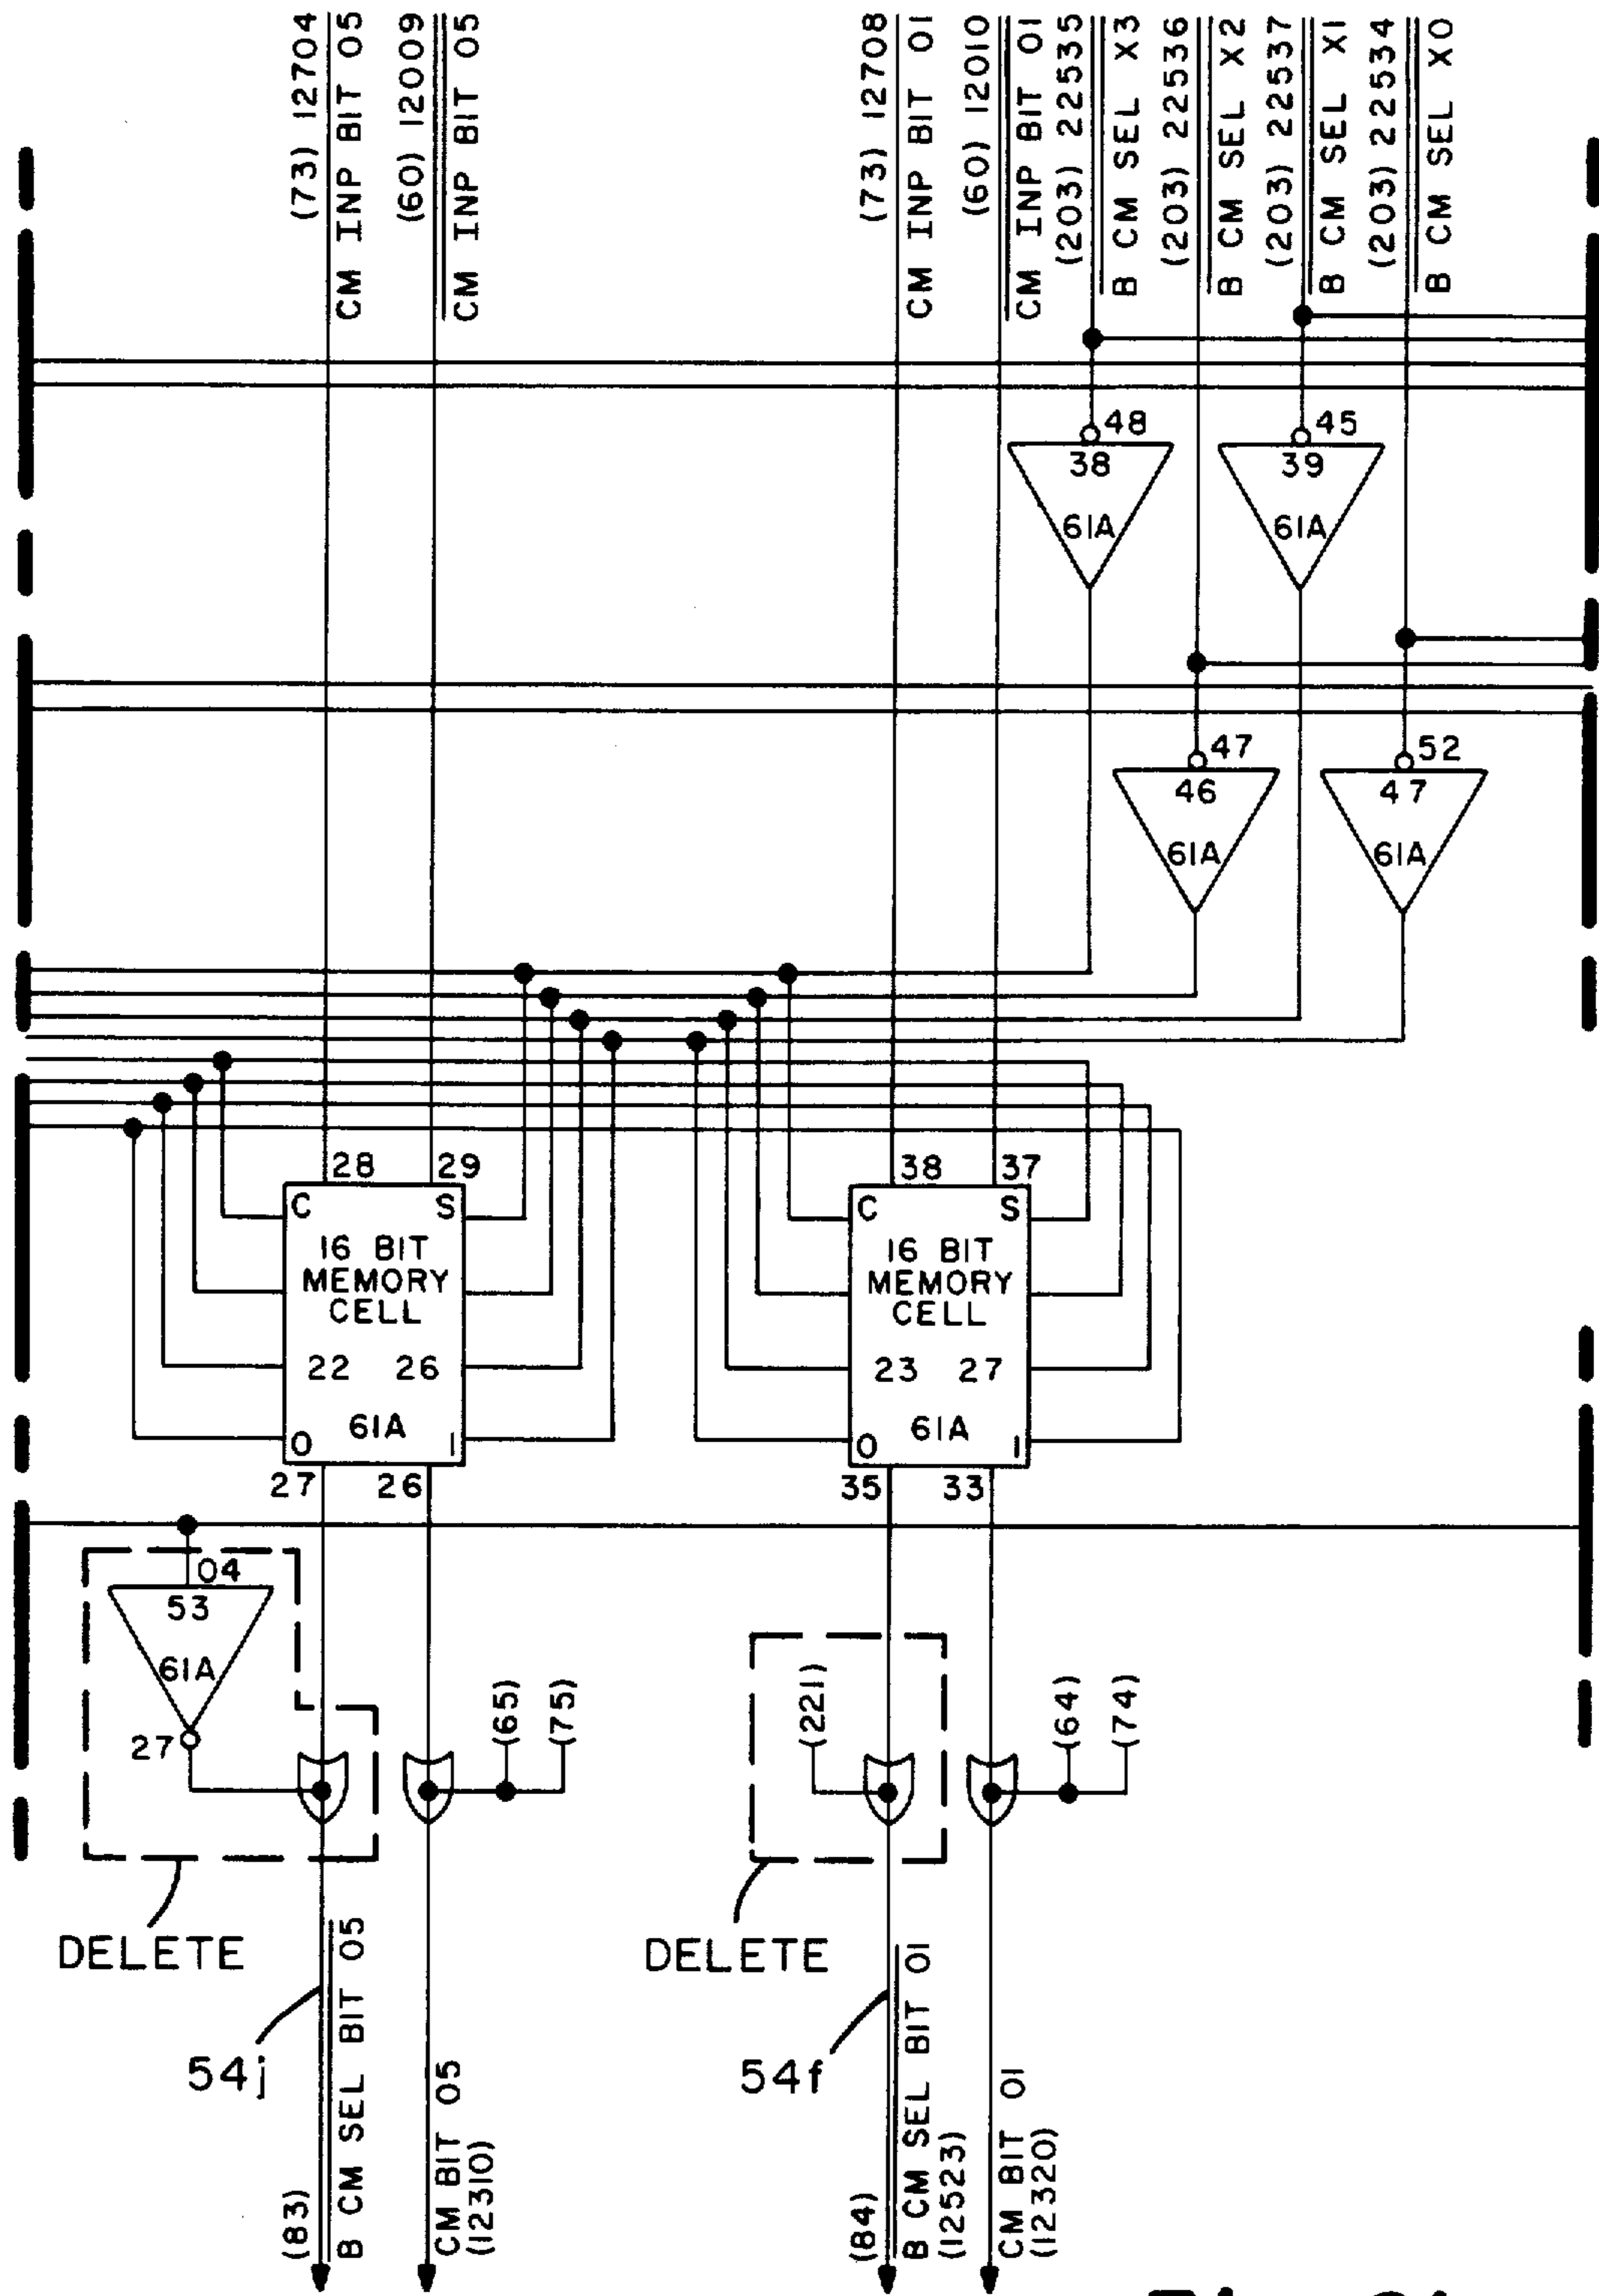 (73) 12704
CM INP BIT 05
(60) 12009
CM INP BIT 05
(73) 12708
CM INP BIT 01
(60) 12010
CM INP BIT 01
(203) 22535
B CM SEL X3
(203) 22536
B CM SEL X2
(203) 22537
B CM SEL X1
(203) 22534
B CM SEL X0
48
38
61A
45
39
61A
47
46
61A
52
47
61A
28 29
C S
16 BIT
MEMORY
CELL
22 26
61A
O I
27 26
38 37
C S
16 BIT
MEMORY
CELL
23 27
61A
O I
35 33
04
53
61A
27
(65)
(75)
(221)
(64)
(74)
DELETE
DELETE
54j
54f
(83)
B CM SEL BIT 05
CM BIT 05
(12310)
(84)
B CM SEL BIT 01
(12523)
CM BIT 01
(12320)